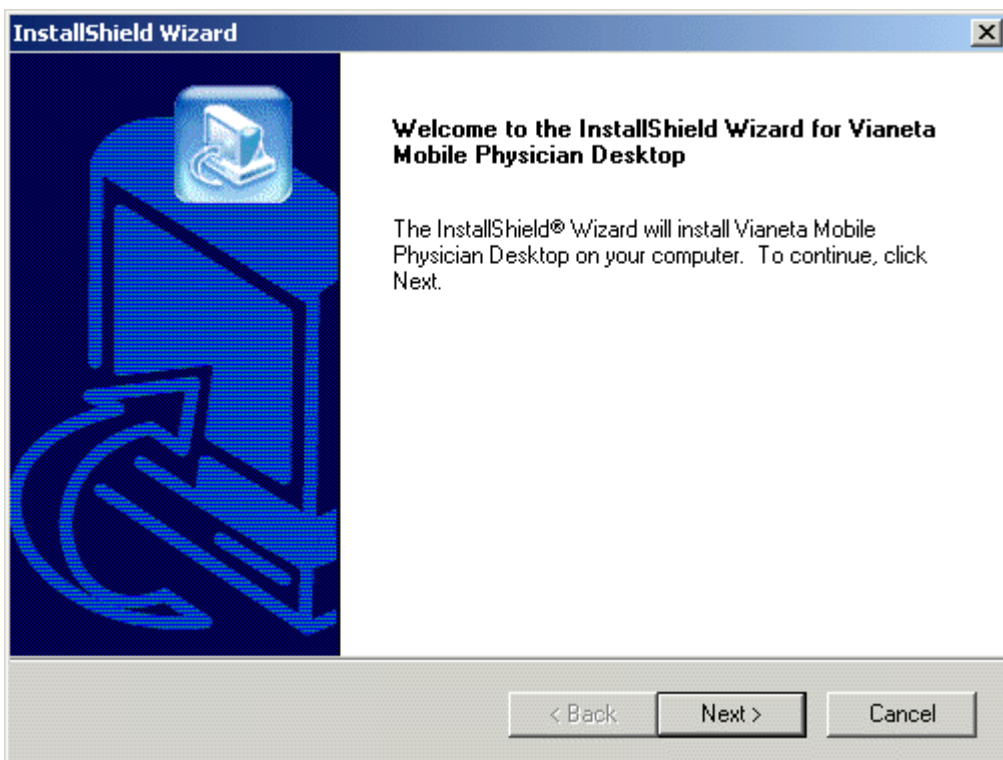 InstallShield Wizard
Welcome to the InstallShield Wizard for Vianeta
Mobile Physician Desktop
The InstallShield® Wizard will install Vianeta Mobile
Physician Desktop on your computer.  To continue, click
Next.
< Back
Next >
Cancel